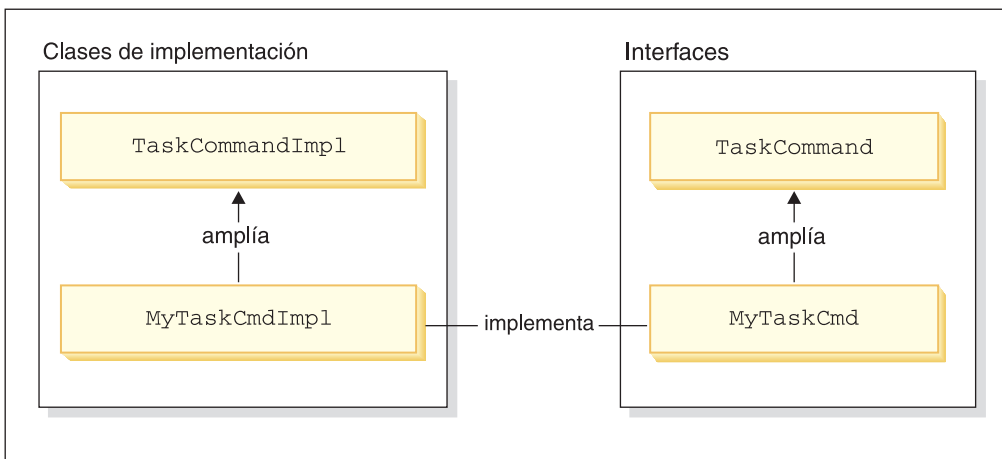 Clases de implementación
Interfaces
TaskCommandImpl
TaskCommand
amplía
amplía
MyTaskCmdImpl
implementa
MyTaskCmd